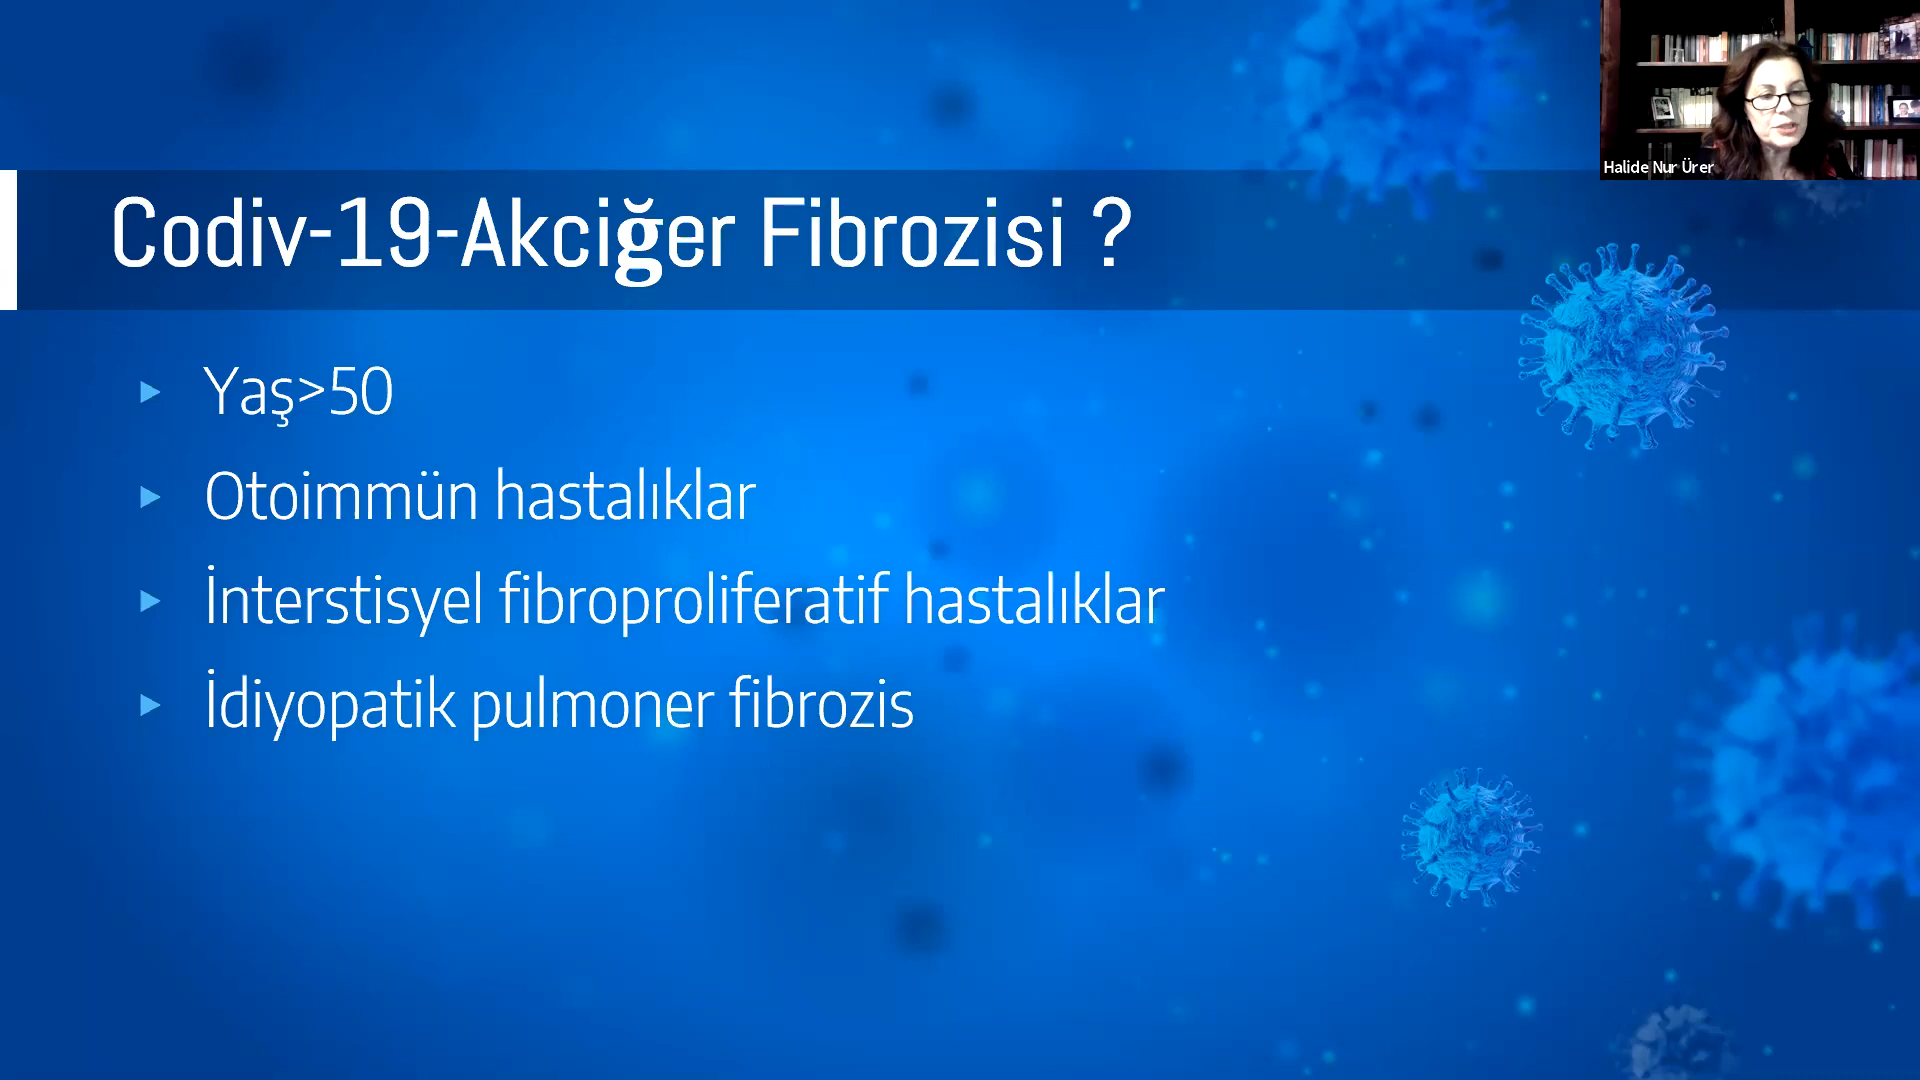 Halide Nur Ürer
Codiv-19-Akciğer Fibrozisi ?
Yaş>50
Otoimmün hastalıklar
İnterstisyel fibroproliferatif hastalıklar
İdiyopatik pulmoner fibrozis